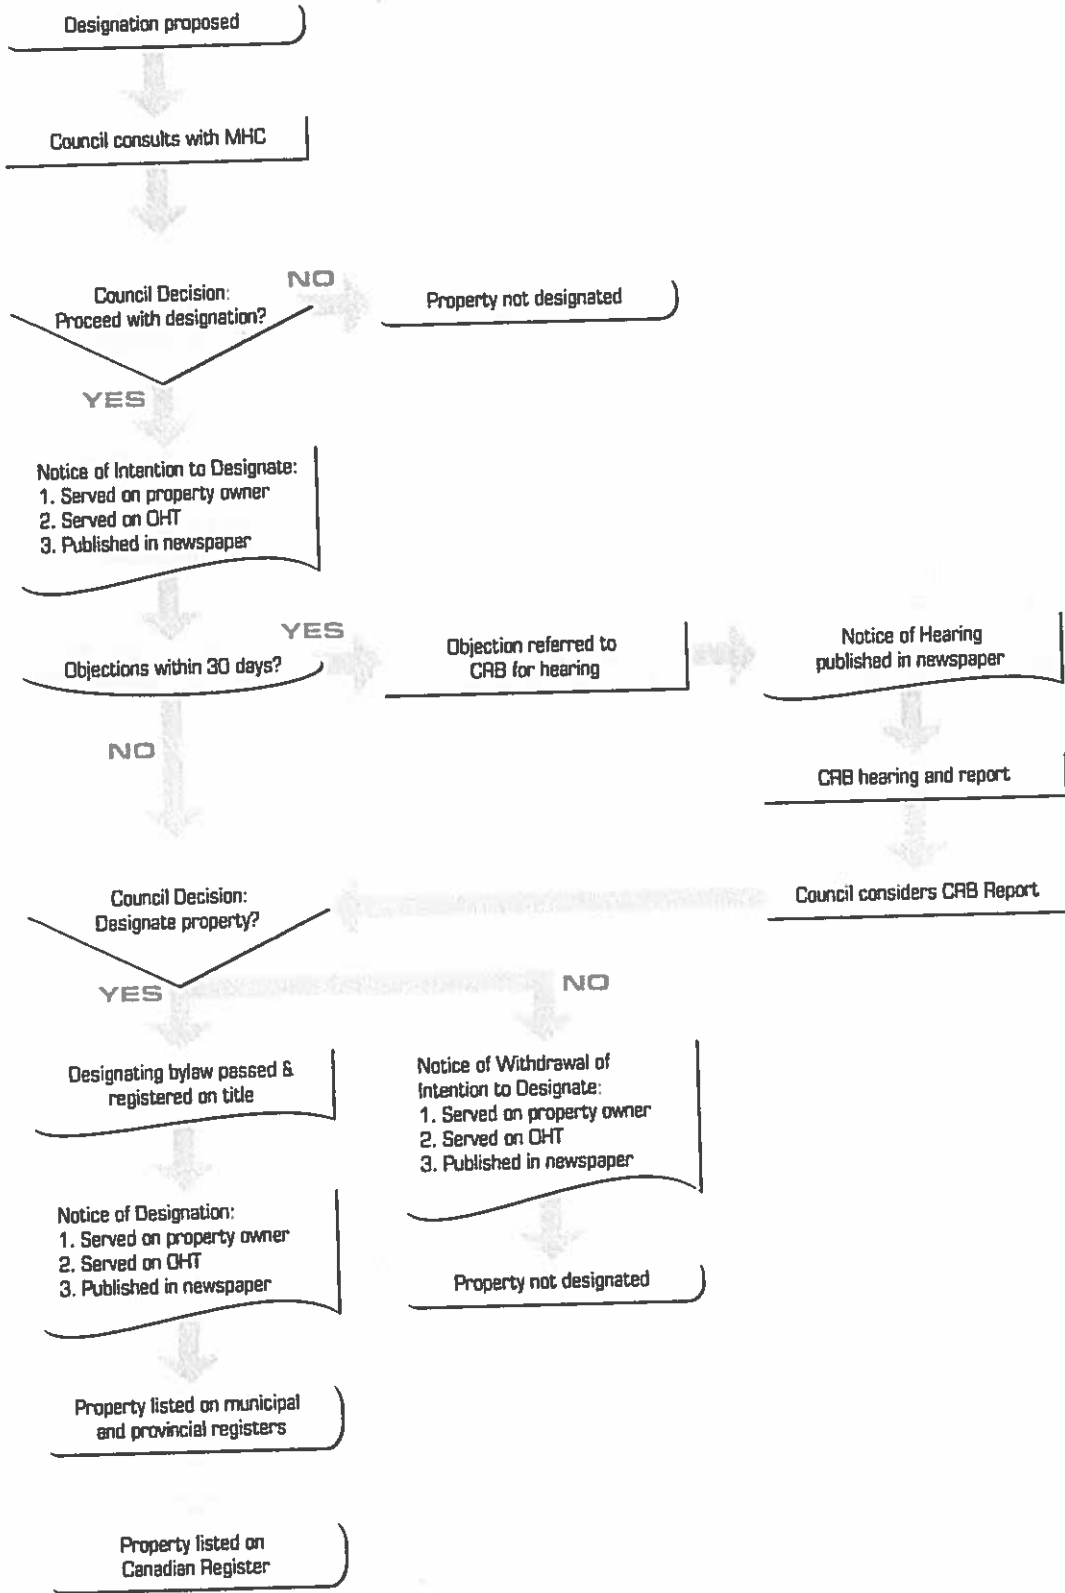 Designation proposed
Council consults with MHC
Council Decision:
Proceed with designation?
NO
Property not designated
YES
Notice of Intention to Designate:
1. Served on property owner
2. Served on OHT
3. Published in newspaper
Objections within 30 days?
YES
Objection referred to
CRB for hearing
Notice of Hearing
published in newspaper
NO
CRB hearing and report
Council considers CRB Report
Council Decision:
Designate property?
YES
NO
Designating bylaw passed &
registered on title
Notice of Withdrawal of
Intention to Designate:
1. Served on property owner
2. Served on OHT
3. Published in newspaper
Notice of Designation:
1. Served on property owner
2. Served on OHT
3. Published in newspaper
Property not designated
Property listed on municipal
and provincial registers
Property listed on
Canadian Register